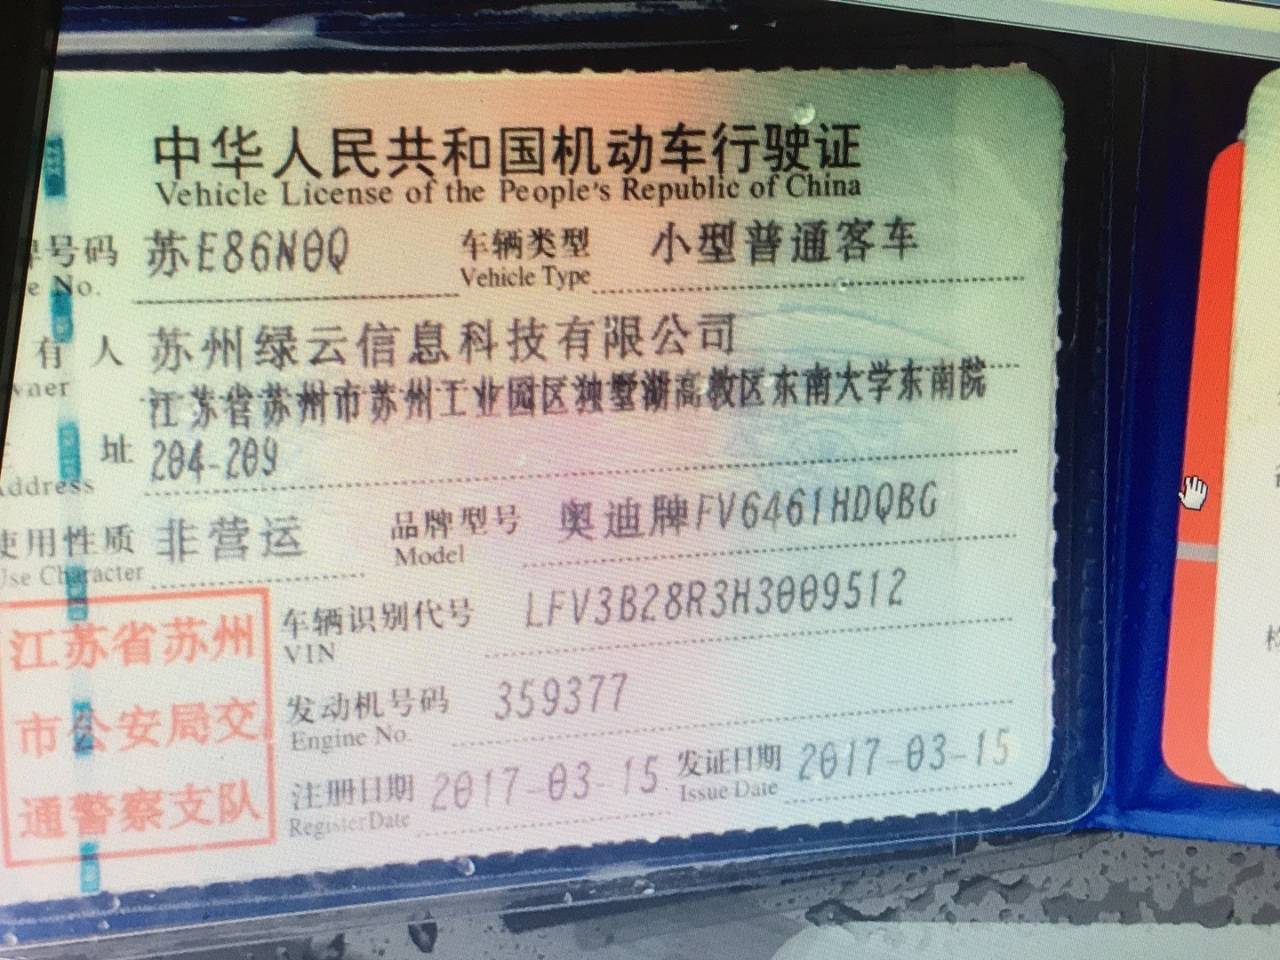 中华人民共和国机动车行驶证
Vehicle License of the People's Republic of China
号码 苏E86N0Q 车辆类型 小型普通客车
No. Vehicle Type
有人 苏州绿云信息科技有限公司
江苏省苏州市苏州工业园区独墅湖高教区东南大学东南院
址 204-209
Address
使用性质 非营运 品牌型号 奥迪牌FV6461HDQBG
Use Character Model
车辆识别代号 LFV3B28R3H3009512
VIN
江苏省苏州
市公安局交
通警察支队
发动机号码 359377
Engine No.
注册日期 2017-03-15 发证日期 2017-03-15
Register Date Issue Date